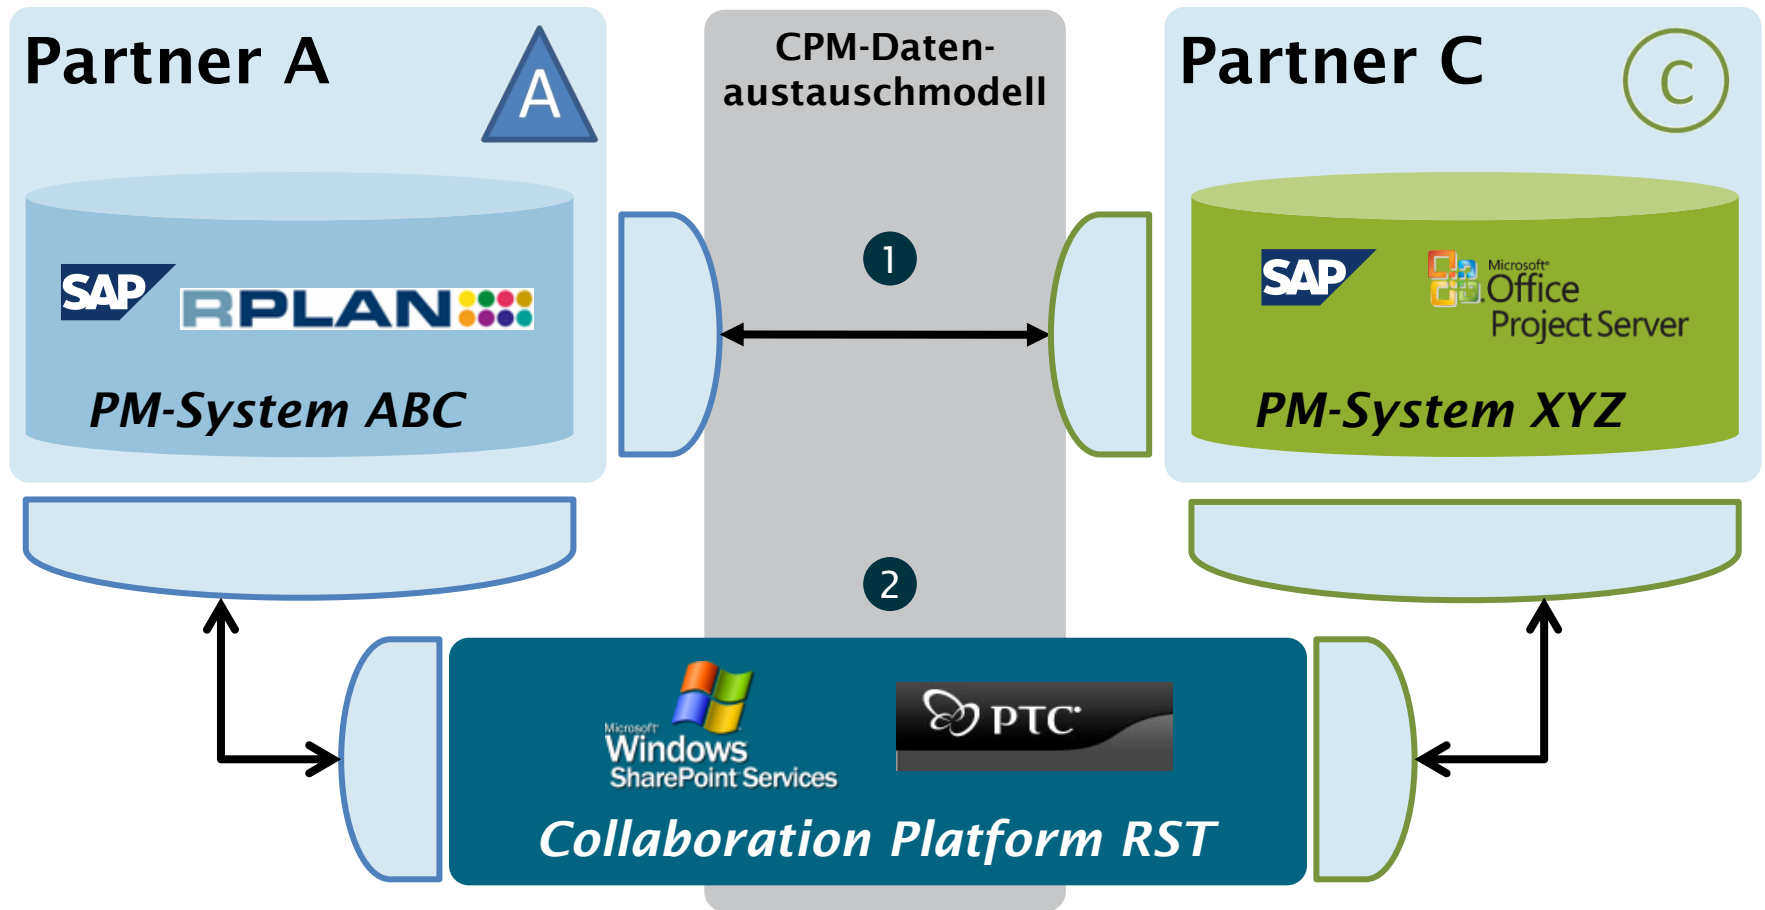 Partner A
A
CPM-Daten-
austauschmodell
Partner C
C
SAP
RPLAN
PM-System ABC
1
SAP
Microsoft®
Office
Project Server
PM-System XYZ
2
Microsoft®
Windows
SharePoint Services
PTC®
Collaboration Platform RST